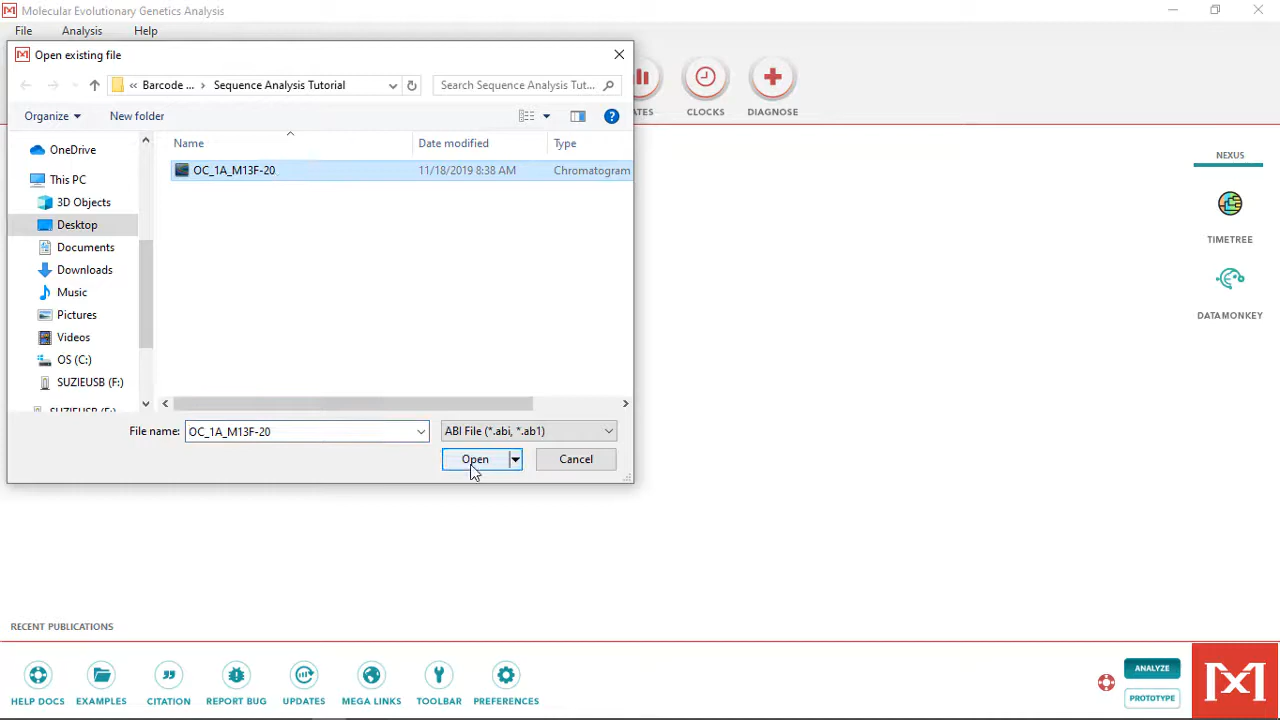 Molecular Evolutionary Genetics Analysis
File Analysis Help
Open existing file
« Barcode ... › Sequence Analysis Tutorial
Search Sequence Analysis Tut...
Organize
New folder
Name
Date modified
Type
OC_1A_M13F-20
11/18/2019 8:38 AM
Chromatogram
OneDrive
This PC
3D Objects
Desktop
Documents
Downloads
Music
Pictures
Videos
OS (C:)
SUZIEUSB (F:)
SUZIEUSB (F:)
File name: OC_1A_M13F-20
ABI File (*.abi, *.ab1)
Open
Cancel
CLOCKS
DIAGNOSE
NEXUS
TIMETREE
DATAMONKEY
RECENT PUBLICATIONS
HELP DOCS
EXAMPLES
CITATION
REPORT BUG
UPDATES
MEGA LINKS
TOOLBAR
PREFERENCES
ANALYZE
PROTOTYPE